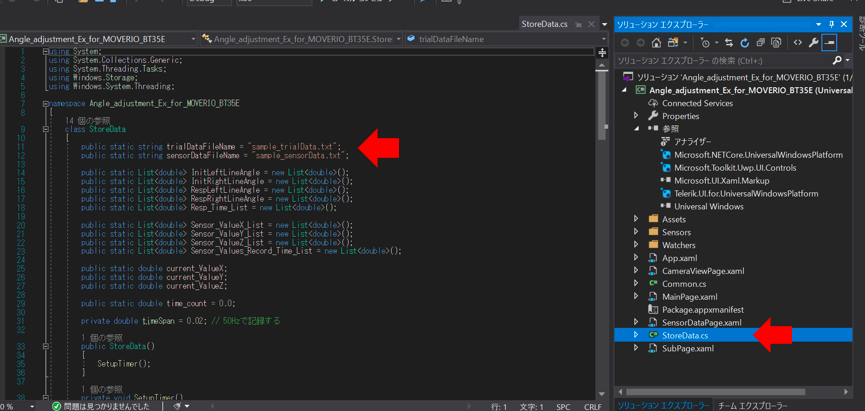 Live Share
StoreData.cs
ソリューション エクスプローラー
Angle_adjustment_Ex_for_MOVERIO_BT35E
Angle_adjustment_Ex_for_MOVERIO_BT35E.Store
trialDataFileName
1 using System;
2 using System.Collections.Generic;
3 using System.Threading.Tasks;
4 using Windows.Storage;
5 using Windows.System.Threading;
6
7 namespace Angle_adjustment_Ex_for_MOVERIO_BT35E
8 {
14 個の参照
9 class StoreData
10 {
11 public static string trialDataFileName = "sample_trialData.txt";
12 public static string sensorDataFileName = "sample_sensorData.txt";
13
14 public static List<double> InitLeftLineAngle = new List<double>();
15 public static List<double> InitRightLineAngle = new List<double>();
16 public static List<double> RespLeftLineAngle = new List<double>();
17 public static List<double> RespRightLineAngle = new List<double>();
18 public static List<double> Resp_Time_List = new List<double>();
19
20 public static List<double> Sensor_ValueX_List = new List<double>();
21 public static List<double> Sensor_ValueY_List = new List<double>();
22 public static List<double> Sensor_ValueZ_List = new List<double>();
23 public static List<double> Sensor_Values_Record_Time_List = new List<double>();
24
25 public static double current_ValueX;
26 public static double current_ValueY;
27 public static double current_ValueZ;
28
29 public static double time_count = 0.0;
30
31 private double timeSpan = 0.02; // 50Hzで記録する
32
1 個の参照
33 public StoreData()
34 {
35 SetupTimer();
36 }
37
1 個の参照
38 private void SetupTimer()
0 %
問題は見つかりませんでした
行: 1 文字: 1 SPC CRLF
ソリューション エクスプローラー の検索 (Ctrl+;)
ソリューション 'Angle_adjustment_Ex_for_MOVERIO_BT35E' (1/
Angle_adjustment_Ex_for_MOVERIO_BT35E (Universal
Connected Services
Properties
参照
アナライザー
Microsoft.NETCore.UniversalWindowsPlatform
Microsoft.Toolkit.Uwp.UI.Controls
Microsoft.UI.Xaml.Markup
Telerik.UI.for.UniversalWindowsPlatform
Universal Windows
Assets
Sensors
Watchers
App.xaml
CameraViewPage.xaml
Common.cs
MainPage.xaml
Package.appxmanifest
SensorDataPage.xaml
StoreData.cs
SubPage.xaml
ソリューション エクスプローラー チーム エクスプローラー